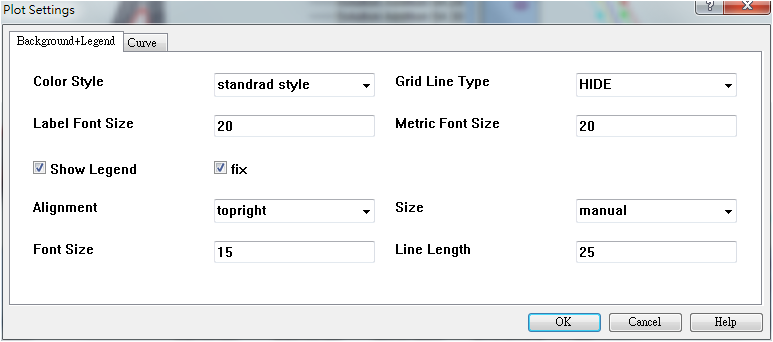 Plot Settings
Background+Legend Curve
Color Style standrad style Grid Line Type HIDE
Label Font Size 20 Metric Font Size 20
Show Legend fix
Alignment topright Size manual
Font Size 15 Line Length 25
OK Cancel Help